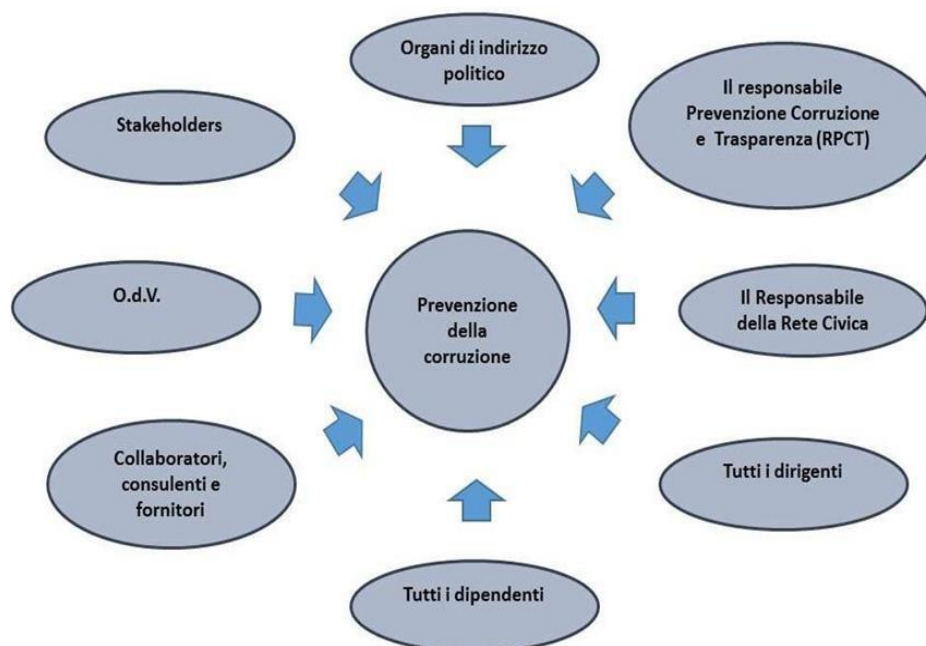 Organi di indirizzo
politico
Il responsabile
Prevenzione Corruzione
e Trasparenza (RPCT)
Stakeholders
O.d.V.
Prevenzione
della
corruzione
Il Responsabile
della Rete Civica
Collaboratori,
consulenti e
fornitori
Tutti i dirigenti
Tutti i dipendenti